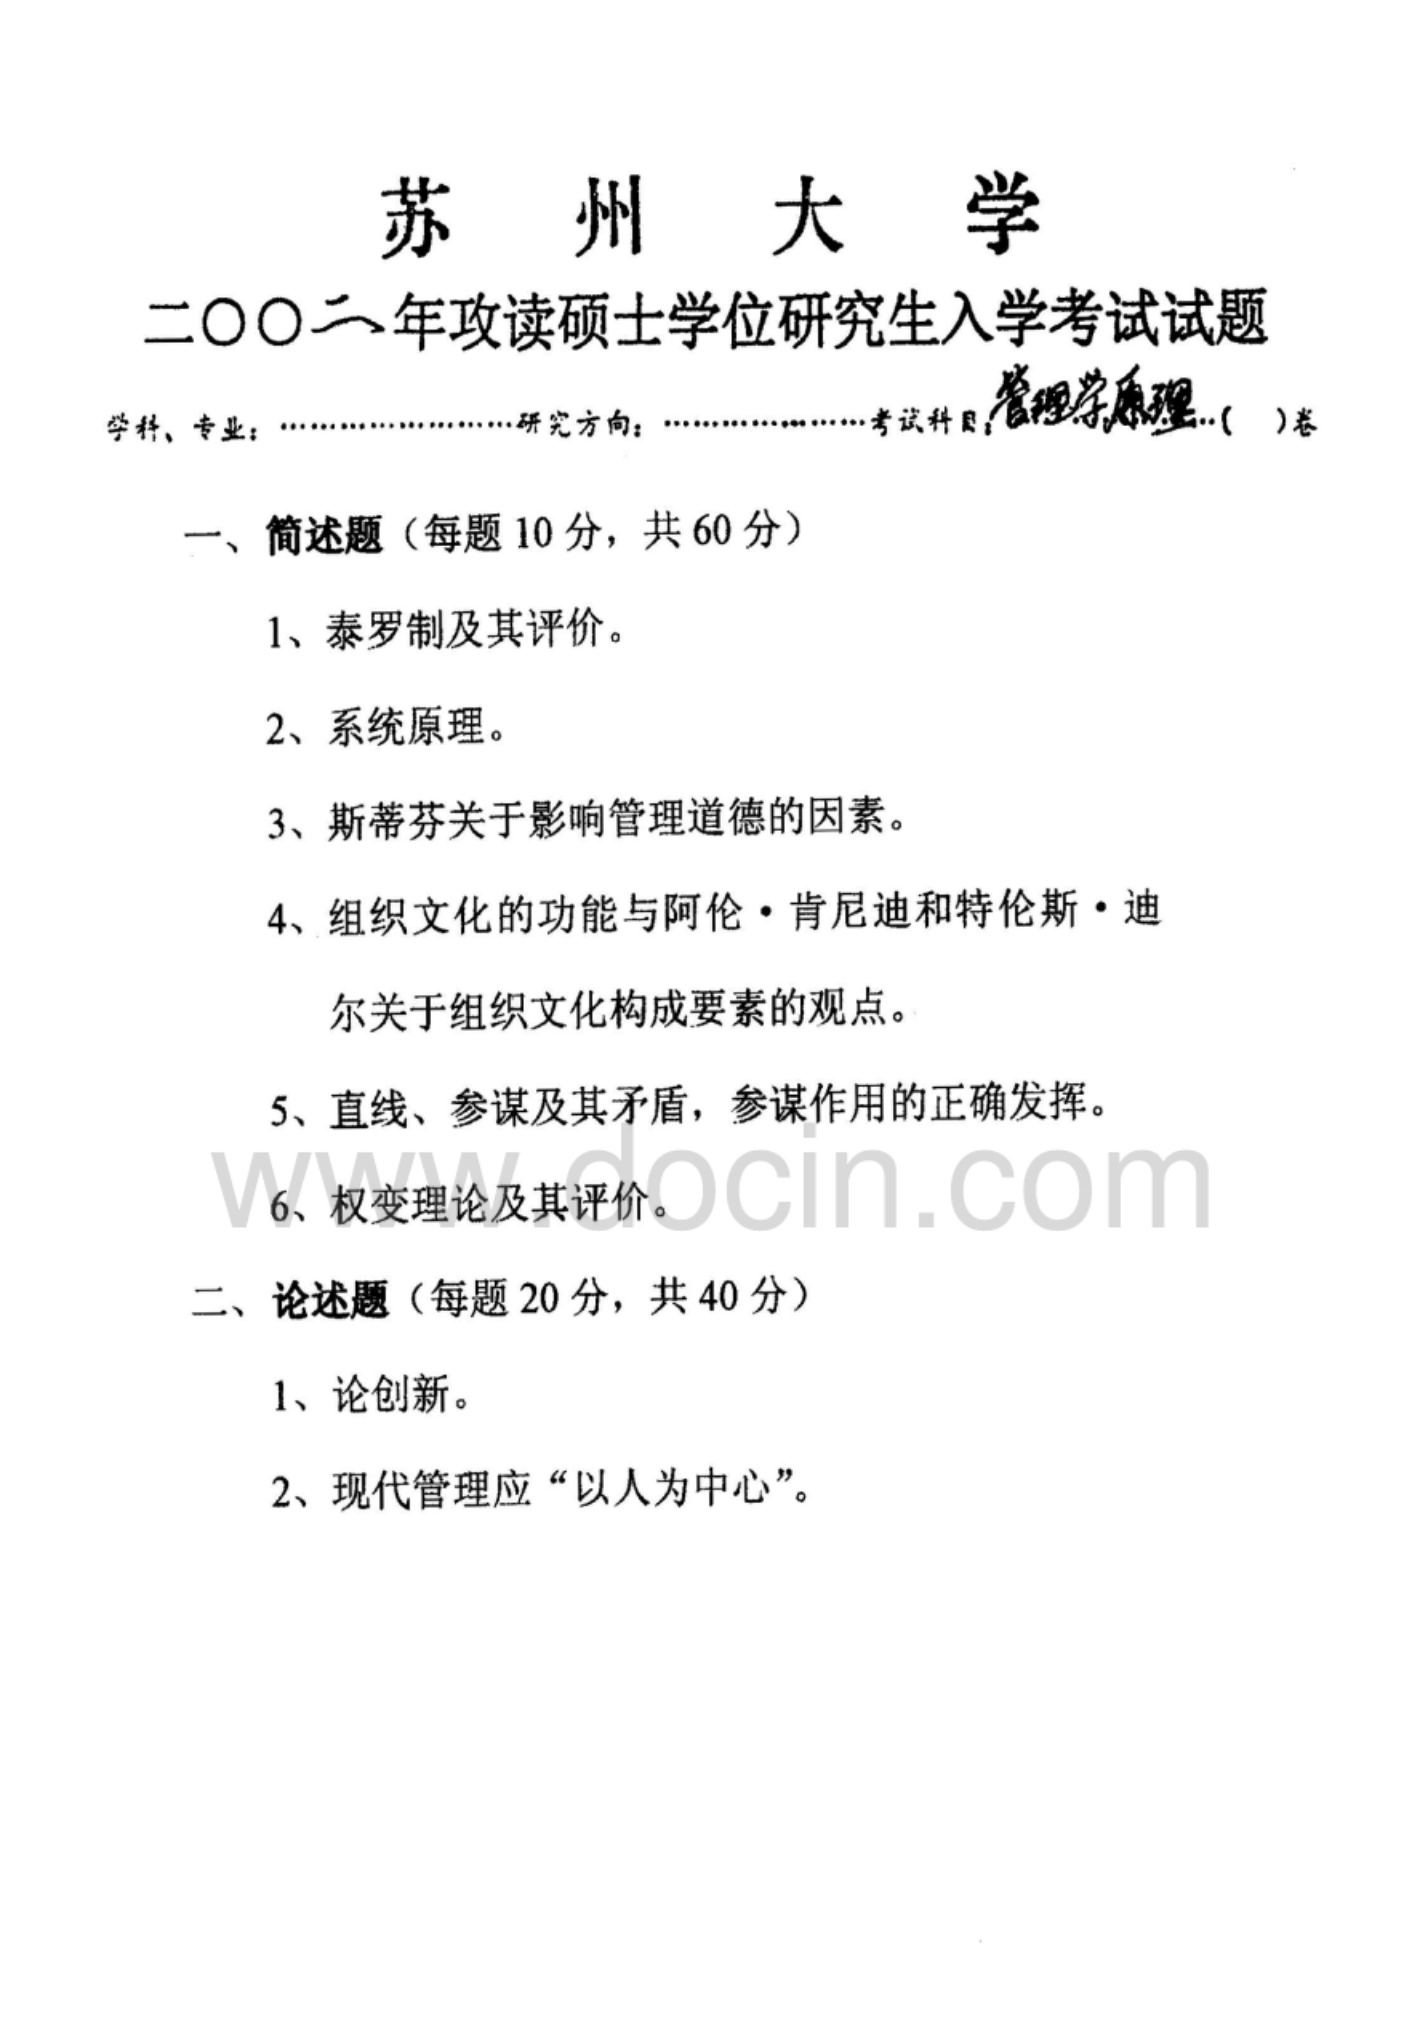 苏州大学
二〇〇二年攻读硕士学位研究生入学考试试题
学科、专业：……………………研究方向：…………………考试科目：管理学原理…( )卷
一、简述题（每题 10 分，共 60 分）
1、泰罗制及其评价。
2、系统原理。
3、斯蒂芬关于影响管理道德的因素。
4、组织文化的功能与阿伦·肯尼迪和特伦斯·迪
尔关于组织文化构成要素的观点。
5、直线、参谋及其矛盾，参谋作用的正确发挥。
www.docin.com
6、权变理论及其评价。
二、论述题（每题 20 分，共 40 分）
1、论创新。
2、现代管理应“以人为中心”。